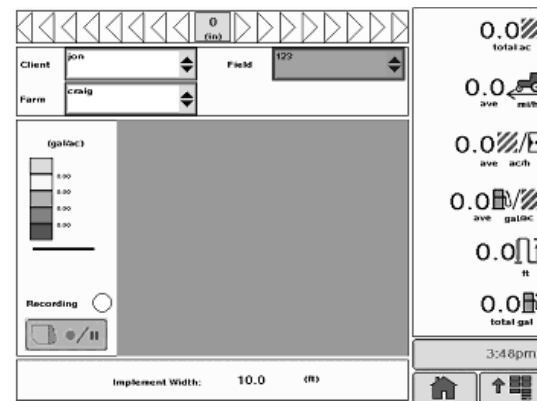 0
(in)
Client
jon
Field
123
Farm
craig
(gal/ac)
0.00
0.00
0.00
0.00
Recording
/
Implement Width: 10.0 (ft)
0.0
total ac
0.0
ave mi/h
0.0 /
ave ac/h
0.0 /
ave gal/ac
0.0
ft
0.0
total gal
3:48pm